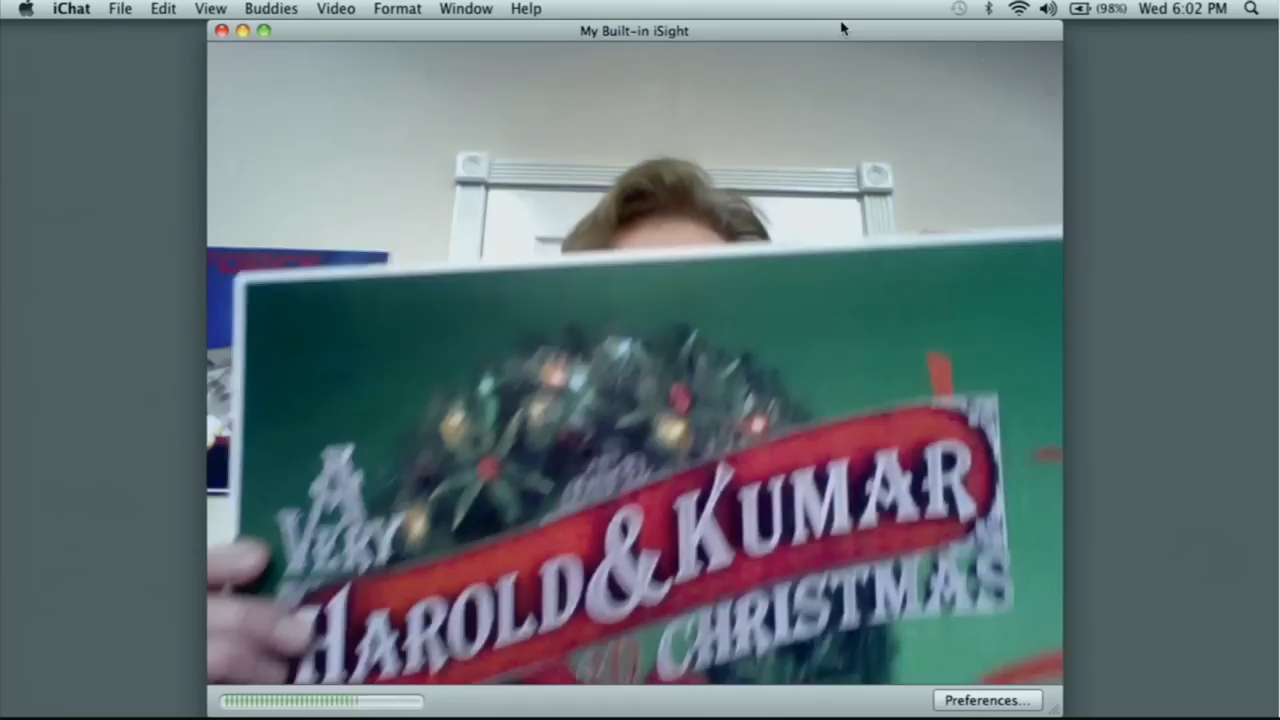 iChat File Edit View Buddies Video Format Window Help (98%) Wed 6:02 PM
My Built-in iSight
A
VERY
HAROLD & KUMAR
CHRISTMAS
Preferences...